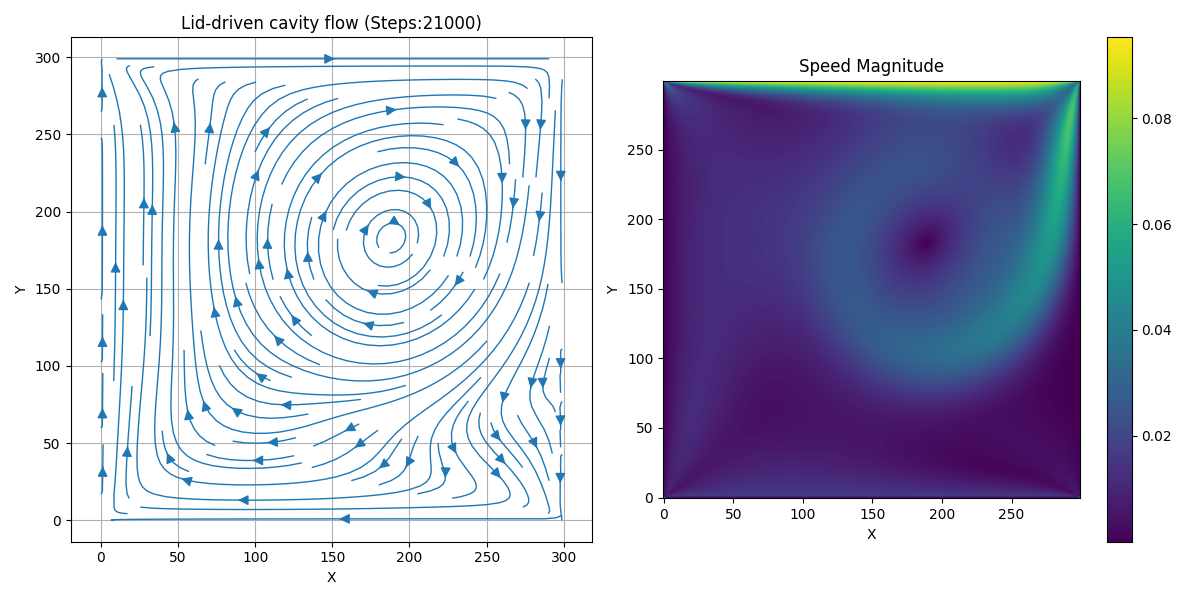 Lid-driven cavity flow (Steps:21000)
300
250
200
150
100
50
0
Y
0 50 100 150 200 250 300
X
Speed Magnitude
250
200
150
100
50
0
Y
0 50 100 150 200 250
X
0.08
0.06
0.04
0.02